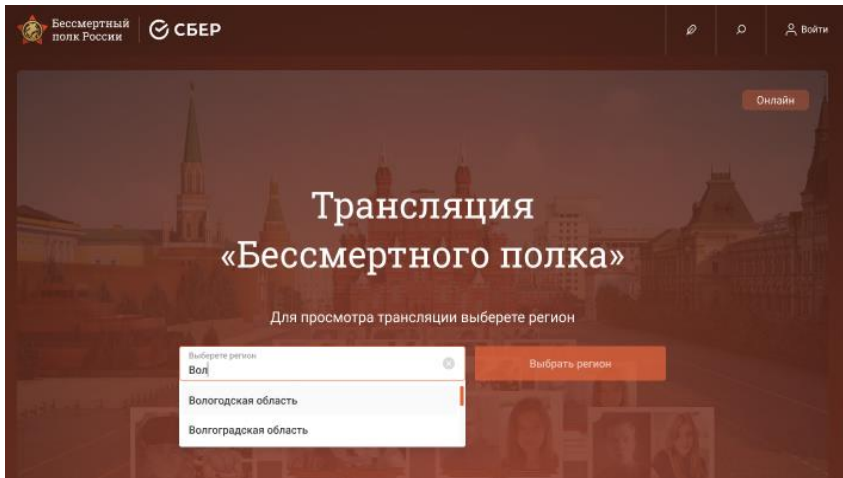 Бессмертный
полк России
СБЕР
Войти
Онлайн
Трансляция
«Бессмертного полка»
Для просмотра трансляции выберете регион
Выберете регион
Вол
Выбрать регион
Вологодская область
Волгоградская область